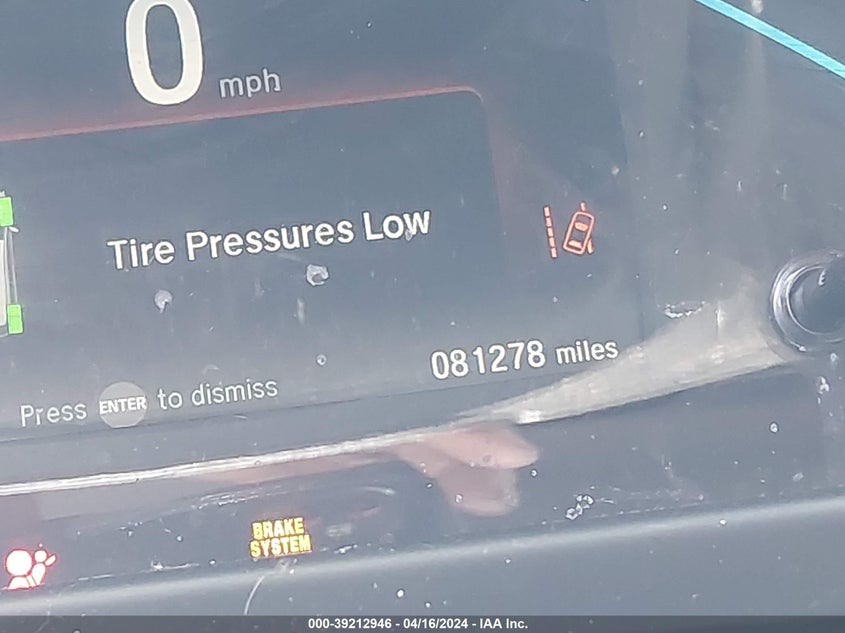 0 mph
Tire Pressures Low
081278 miles
Press ENTER to dismiss
BRAKE
SYSTEM
000-39212946 - 04/16/2024 - IAA Inc.